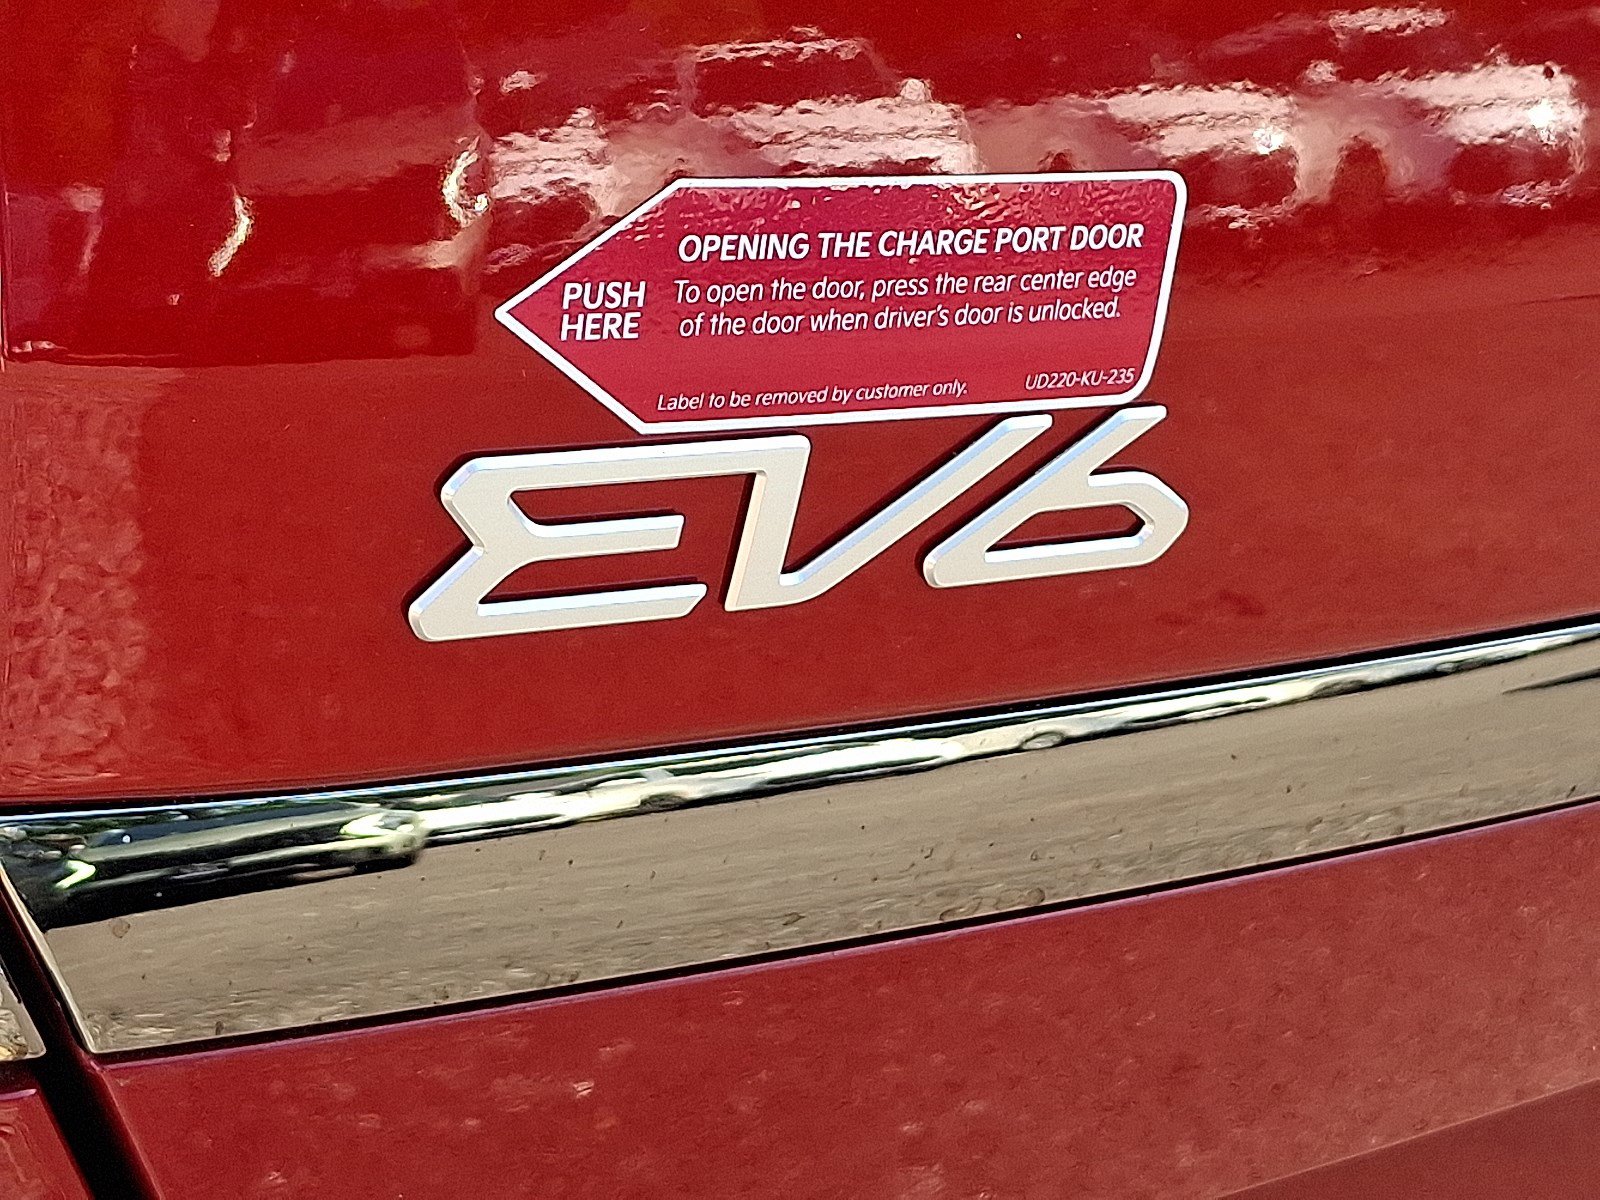 OPENING THE CHARGE PORT DOOR
PUSH
HERE
To open the door, press the rear center edge
of the door when driver's door is unlocked.
Label to be removed by customer only.
UD220-KU-235
EV6